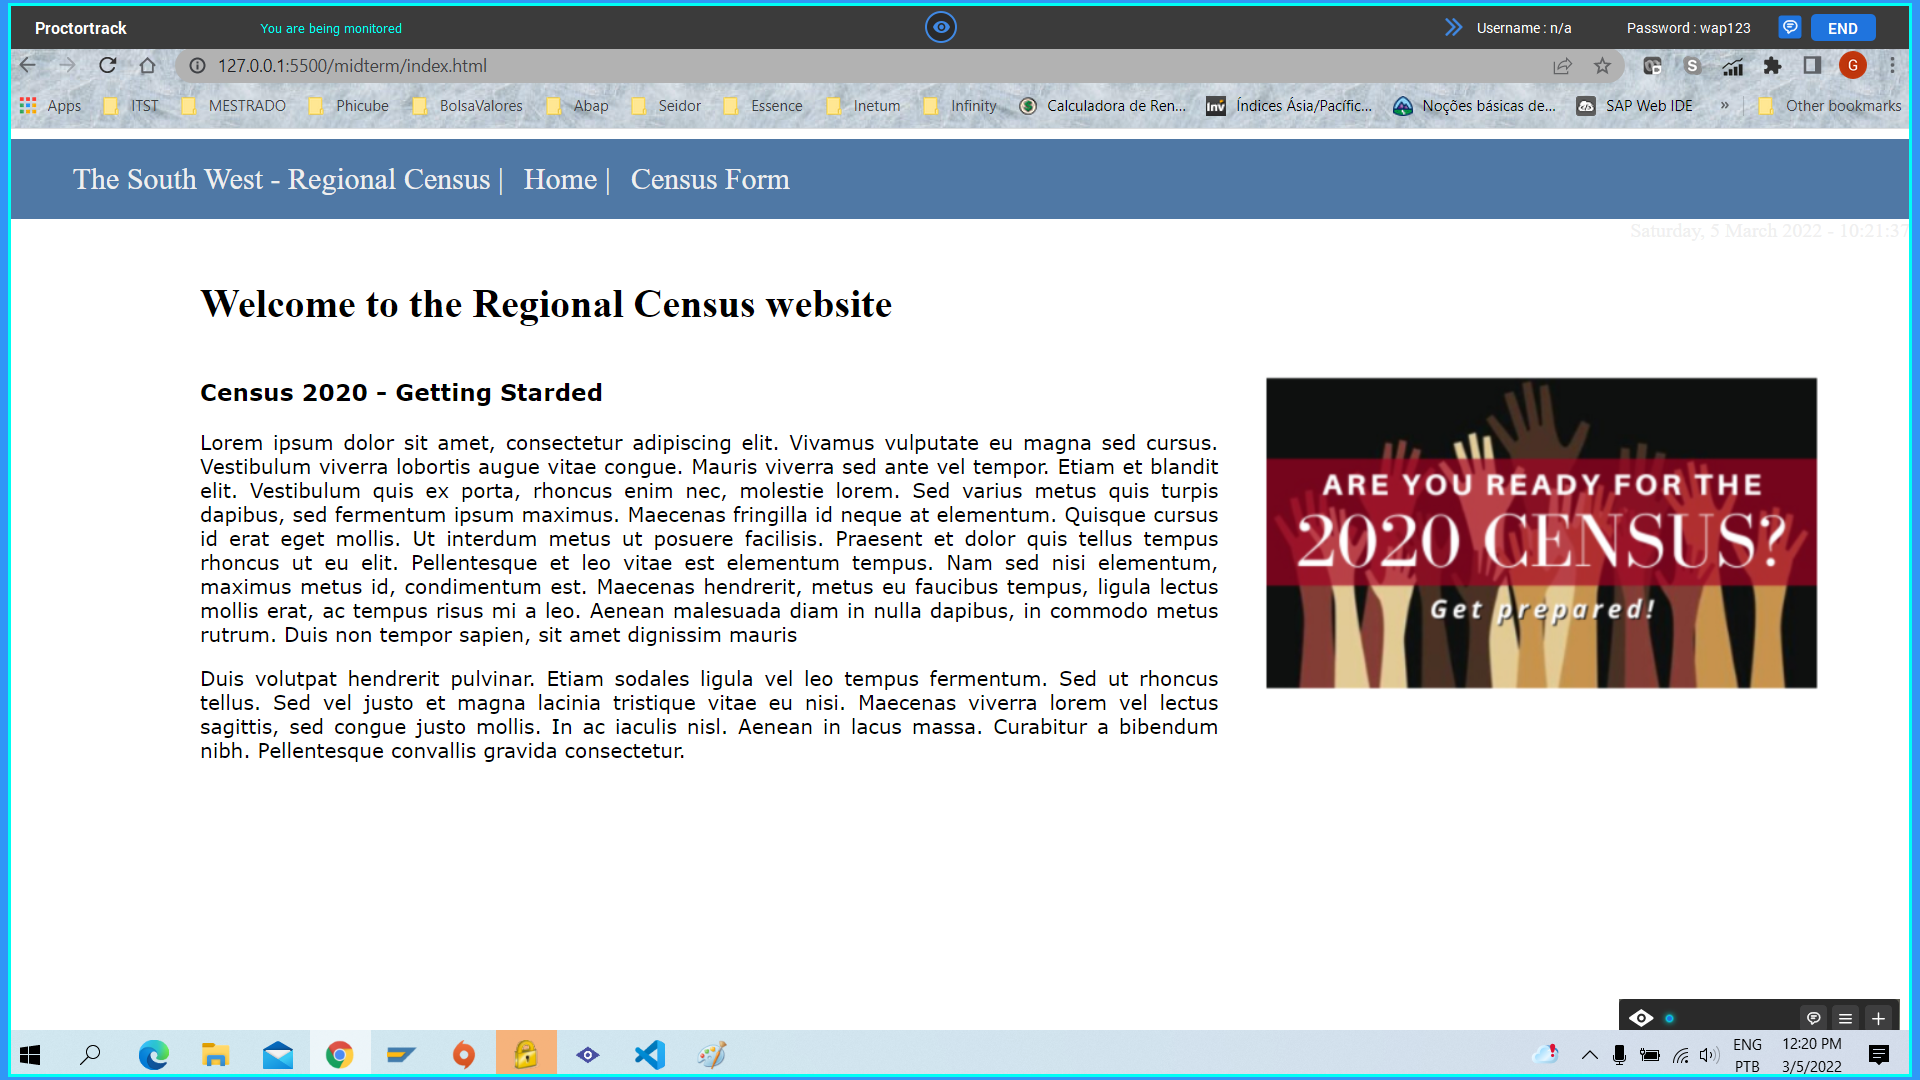 Proctortrack You are being monitored Username : n/a Password : wap123 END
127.0.0.1:5500/midterm/index.html G
Apps ITST MESTRADO Phicube BolsaValores Abap Seidor Essence Inetum Infinity Calculadora de Ren... Inv Índices Ásia/Pacífic... Noções básicas de... SAP Web IDE » Other bookmarks
The South West - Regional Census | Home | Census Form
Saturday, 5 March 2022 - 10:21:37
Welcome to the Regional Census website
Census 2020 - Getting Starded
Lorem ipsum dolor sit amet, consectetur adipiscing elit. Vivamus vulputate eu magna sed cursus.
Vestibulum viverra lobortis augue vitae congue. Mauris viverra sed ante vel tempor. Etiam et blandit
elit. Vestibulum quis ex porta, rhoncus enim nec, molestie lorem. Sed varius metus quis turpis
dapibus, sed fermentum ipsum maximus. Maecenas fringilla id neque at elementum. Quisque cursus
id erat eget mollis. Ut interdum metus ut posuere facilisis. Praesent et dolor quis tellus tempus
rhoncus ut eu elit. Pellentesque et leo vitae est elementum tempus. Nam sed nisi elementum,
maximus metus id, condimentum est. Maecenas hendrerit, metus eu faucibus tempus, ligula lectus
mollis erat, ac tempus risus mi a leo. Aenean malesuada diam in nulla dapibus, in commodo metus
rutrum. Duis non tempor sapien, sit amet dignissim mauris
Duis volutpat hendrerit pulvinar. Etiam sodales ligula vel leo tempus fermentum. Sed ut rhoncus
tellus. Sed vel justo et magna lacinia tristique vitae eu nisi. Maecenas viverra lorem vel lectus
sagittis, sed congue justo mollis. In ac iaculis nisl. Aenean in lacus massa. Curabitur a bibendum
nibh. Pellentesque convallis gravida consectetur.
ARE YOU READY FOR THE
2020 CENSUS?
Get prepared!
ENG 12:20 PM
PTB 3/5/2022